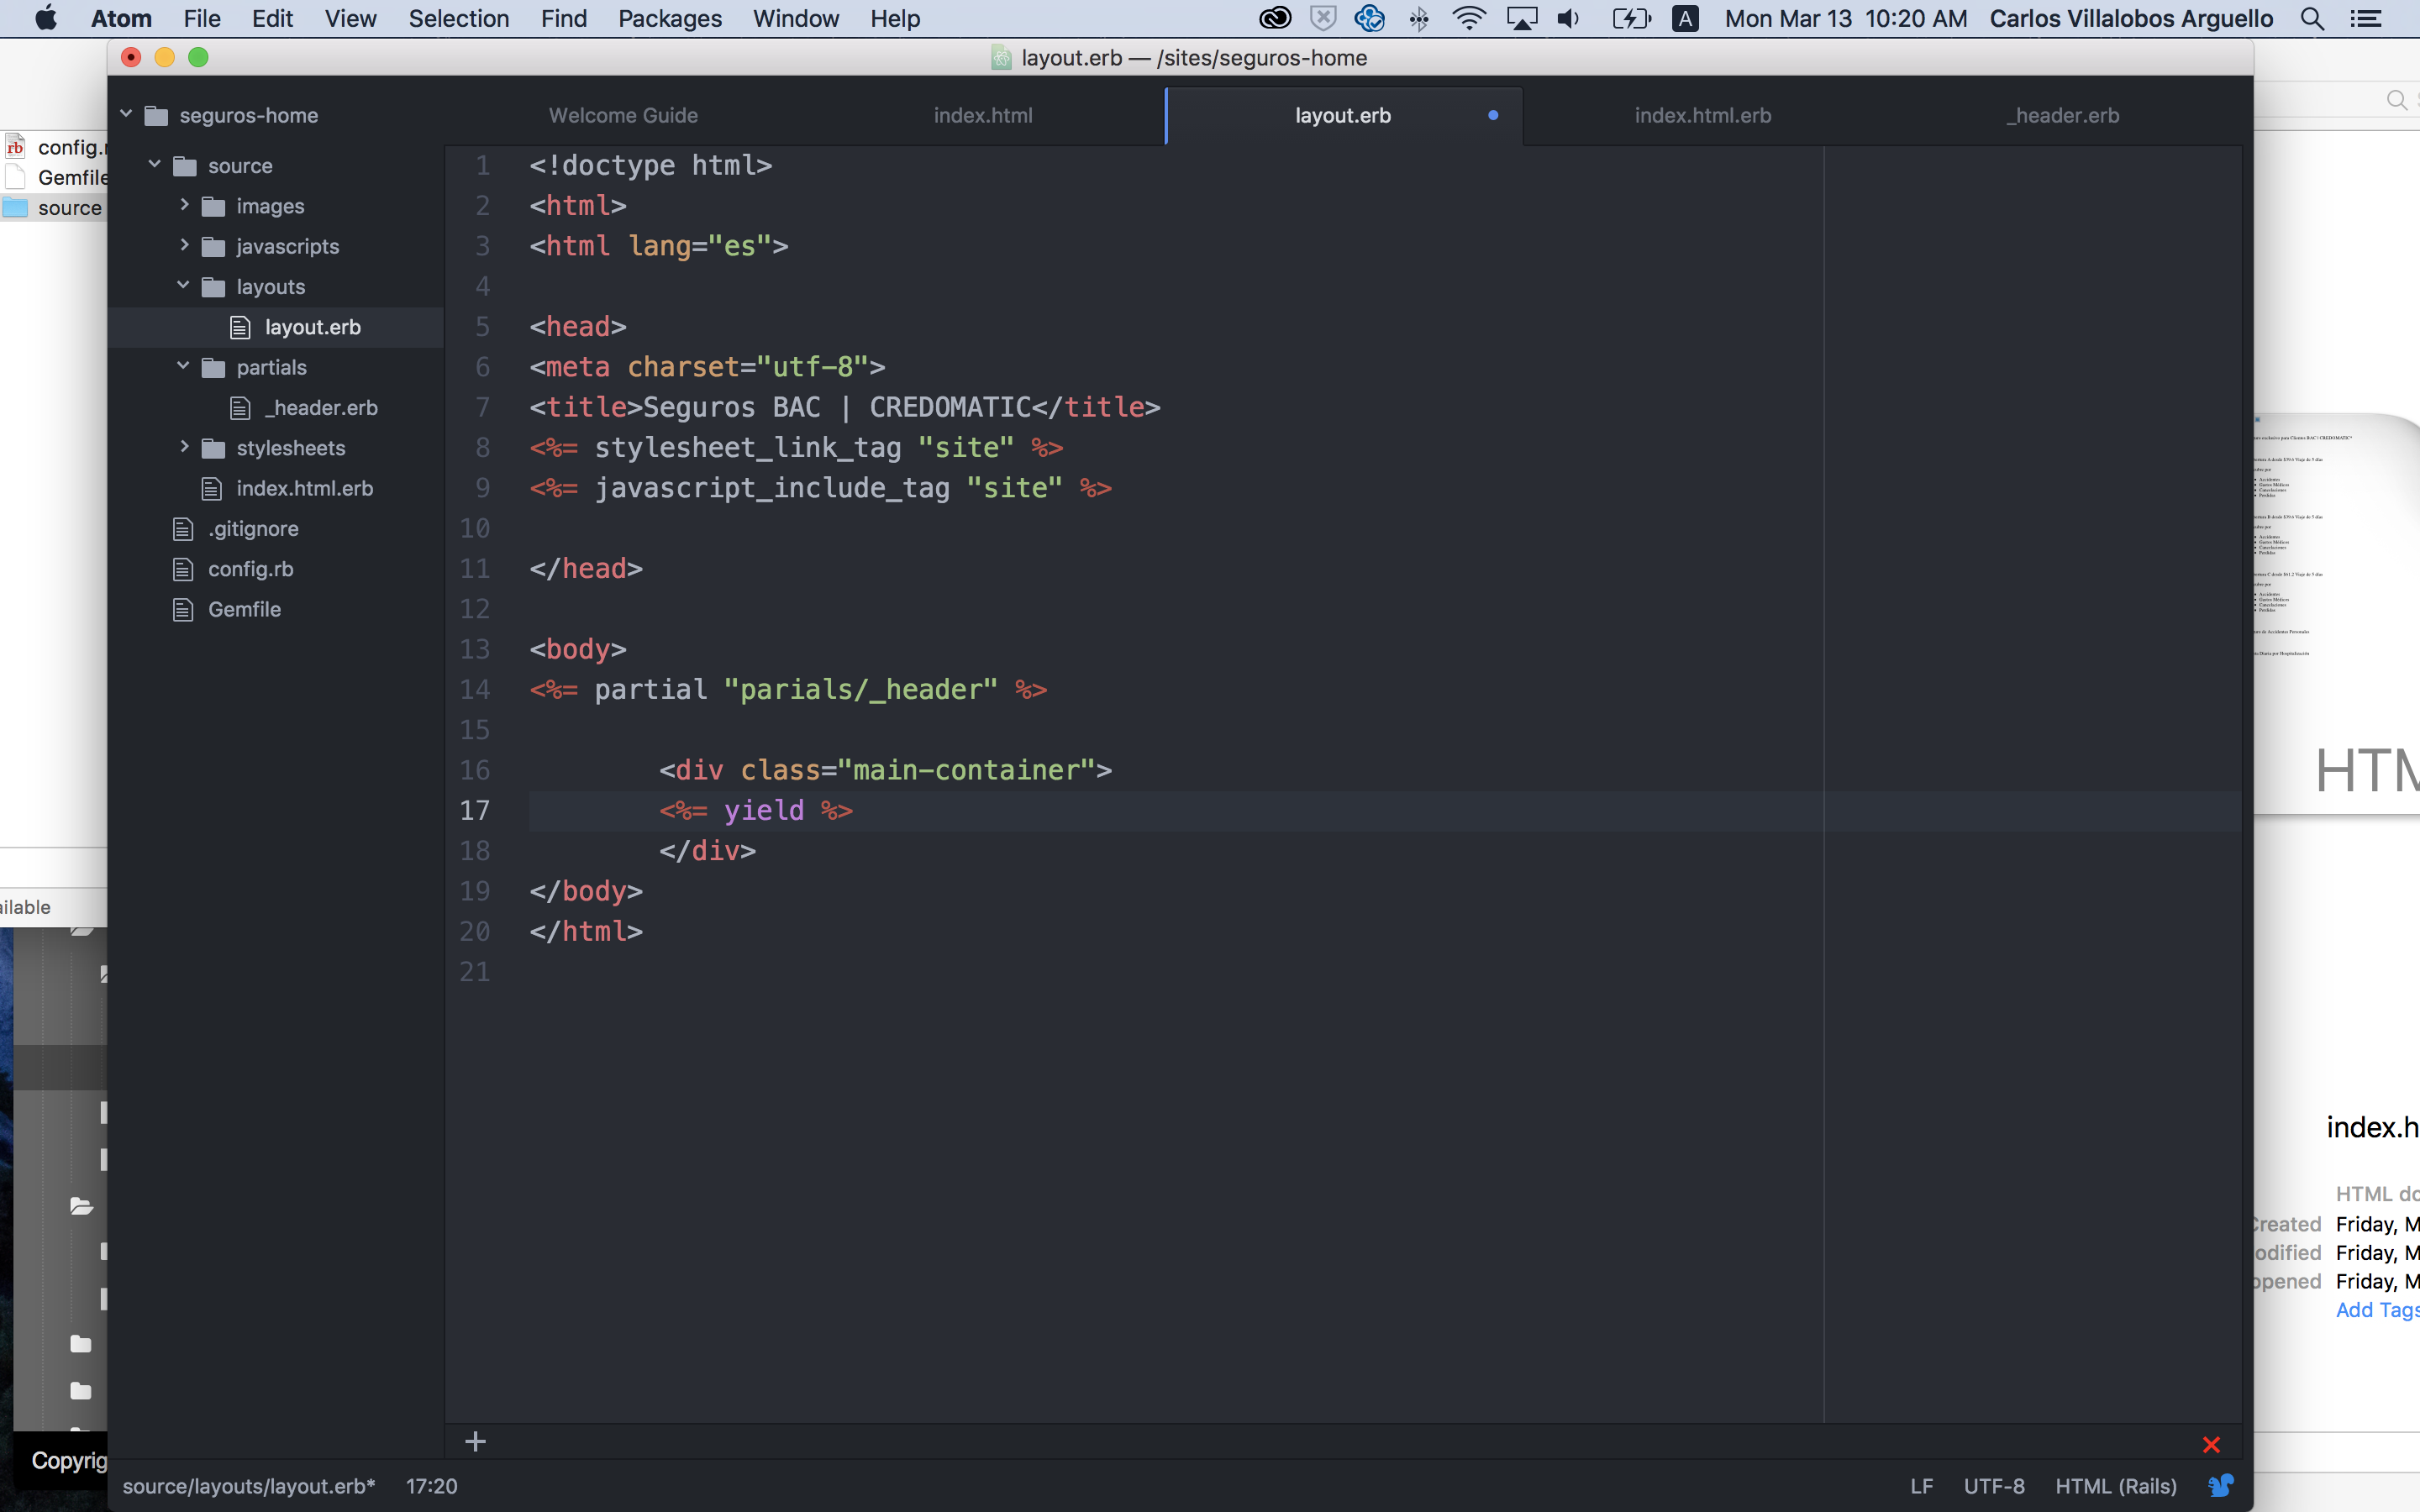 Atom File Edit View Selection Find Packages Window Help A Mon Mar 13 10:20 AM Carlos Villalobos Arguello
layout.erb — /sites/seguros-home
config.r
Gemfile
source
ailable
Copyrig
seguros-home
source
images
javascripts
layouts
layout.erb
partials
_header.erb
stylesheets
index.html.erb
.gitignore
config.rb
Gemfile
Welcome Guide index.html layout.erb index.html.erb _header.erb
1 <!doctype html>
2 <html>
3 <html lang="es">
4
5 <head>
6 <meta charset="utf-8">
7 <title>Seguros BAC | CREDOMATIC</title>
8 <%= stylesheet_link_tag "site" %>
9 <%= javascript_include_tag "site" %>
10
11 </head>
12
13 <body>
14 <%= partial "parials/_header" %>
15
16 <div class="main-container">
17 <%= yield %>
18 </div>
19 </body>
20 </html>
21
source/layouts/layout.erb* 17:20 LF UTF-8 HTML (Rails)
HTM
index.h
HTML do
Created Friday, M
odified Friday, M
opened Friday, M
Add Tags